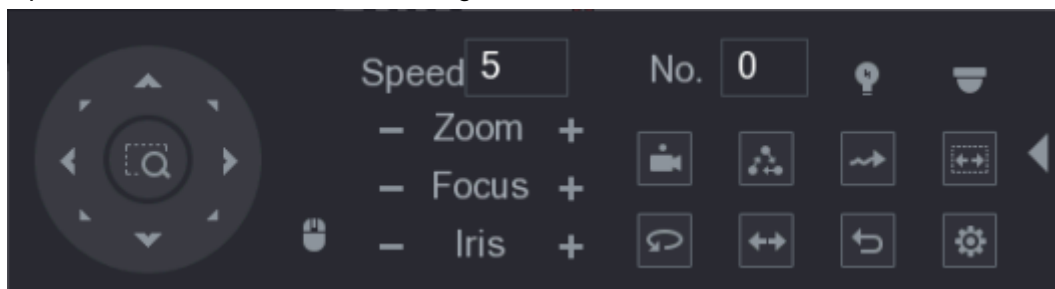 Speed 5 No. 0
– Zoom +
– Focus +
– Iris +